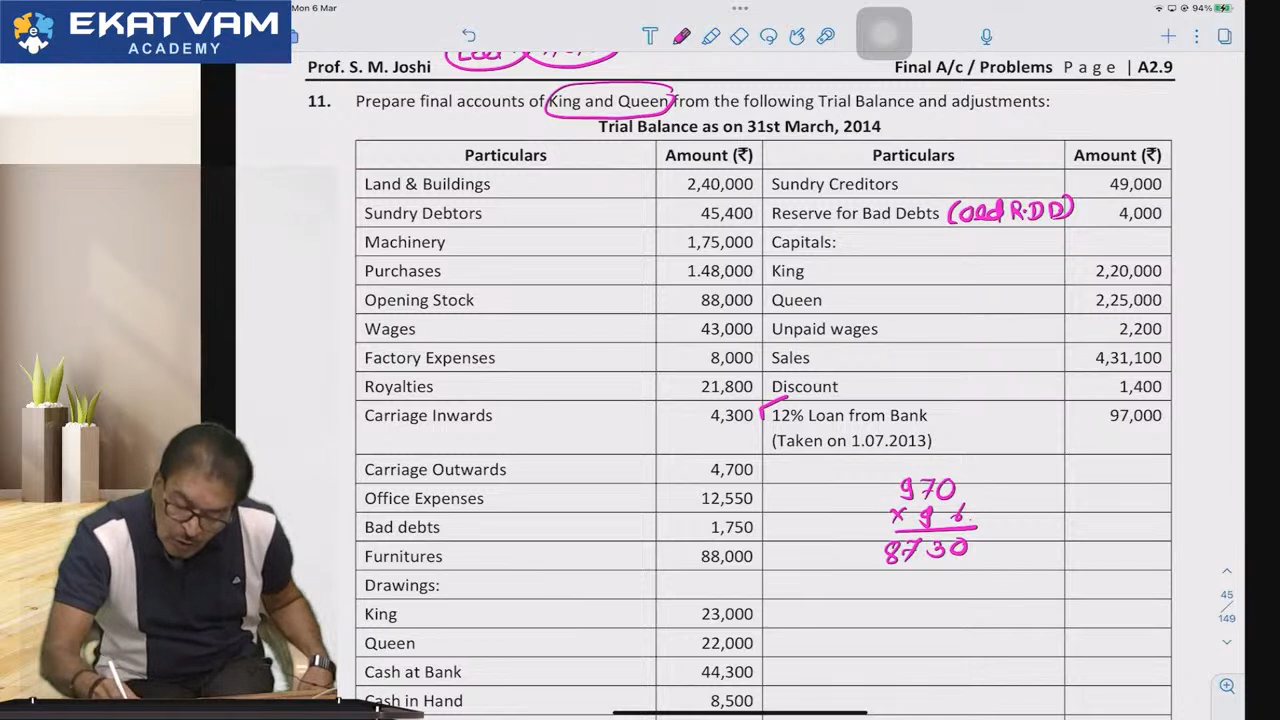 EKATVAM
ACADEMY
Mon 6 Mar
94%
Prof. S. M. Joshi
Final A/c / Problems P a g e | A2.9
11. Prepare final accounts of King and Queen from the following Trial Balance and adjustments:
Trial Balance as on 31st March, 2014
Particulars Amount (₹) Particulars Amount (₹)
Land & Buildings 2,40,000 Sundry Creditors 49,000
Sundry Debtors 45,400 Reserve for Bad Debts (old R.D D) 4,000
Machinery 1,75,000 Capitals:
Purchases 1.48,000 King 2,20,000
Opening Stock 88,000 Queen 2,25,000
Wages 43,000 Unpaid wages 2,200
Factory Expenses 8,000 Sales 4,31,100
Royalties 21,800 Discount 1,400
Carriage Inwards 4,300 12% Loan from Bank 97,000
(Taken on 1.07.2013)
Carriage Outwards 4,700
970
Office Expenses 12,550
x 9
Bad debts 1,750
8730
Furnitures 88,000
Drawings:
King 23,000
Queen 22,000
Cash at Bank 44,300
Cash in Hand 8,500
45
149